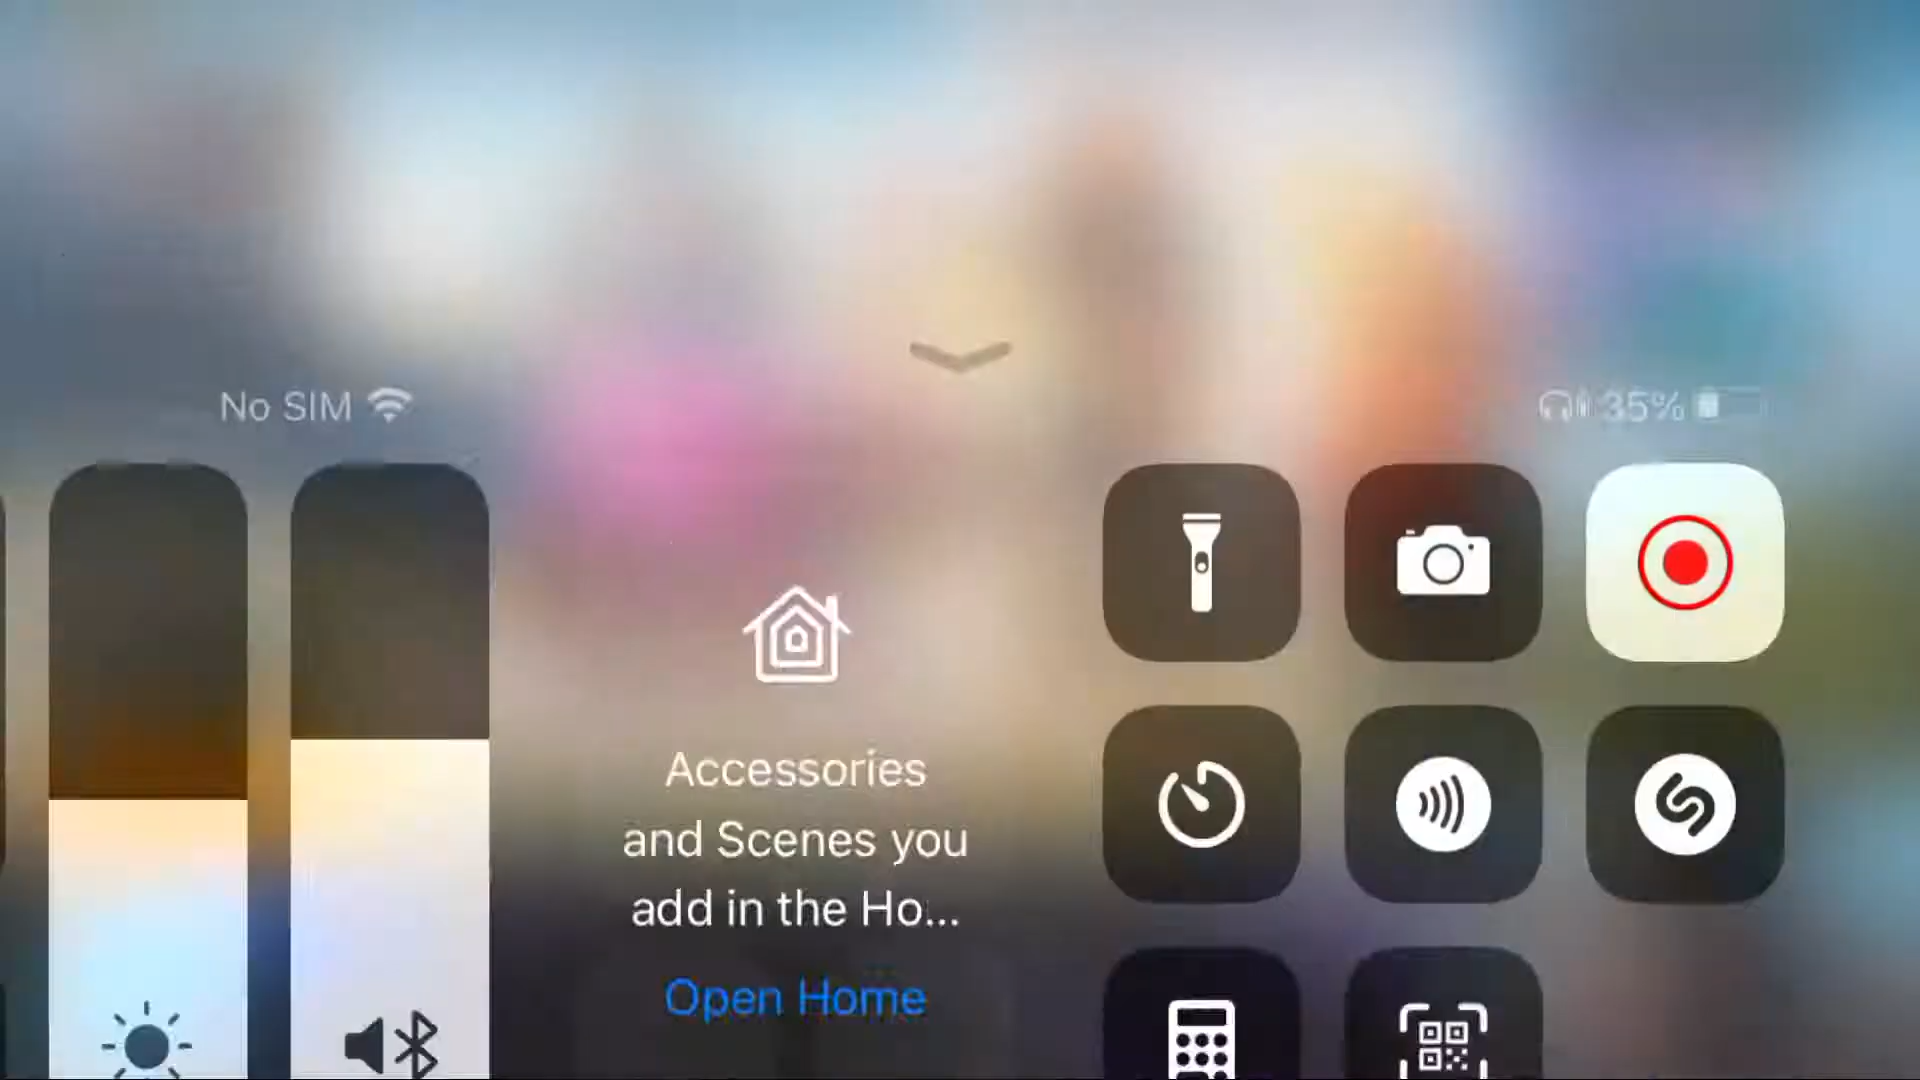 No SIM
35%
Accessories
and Scenes you
add in the Ho...
Open Home